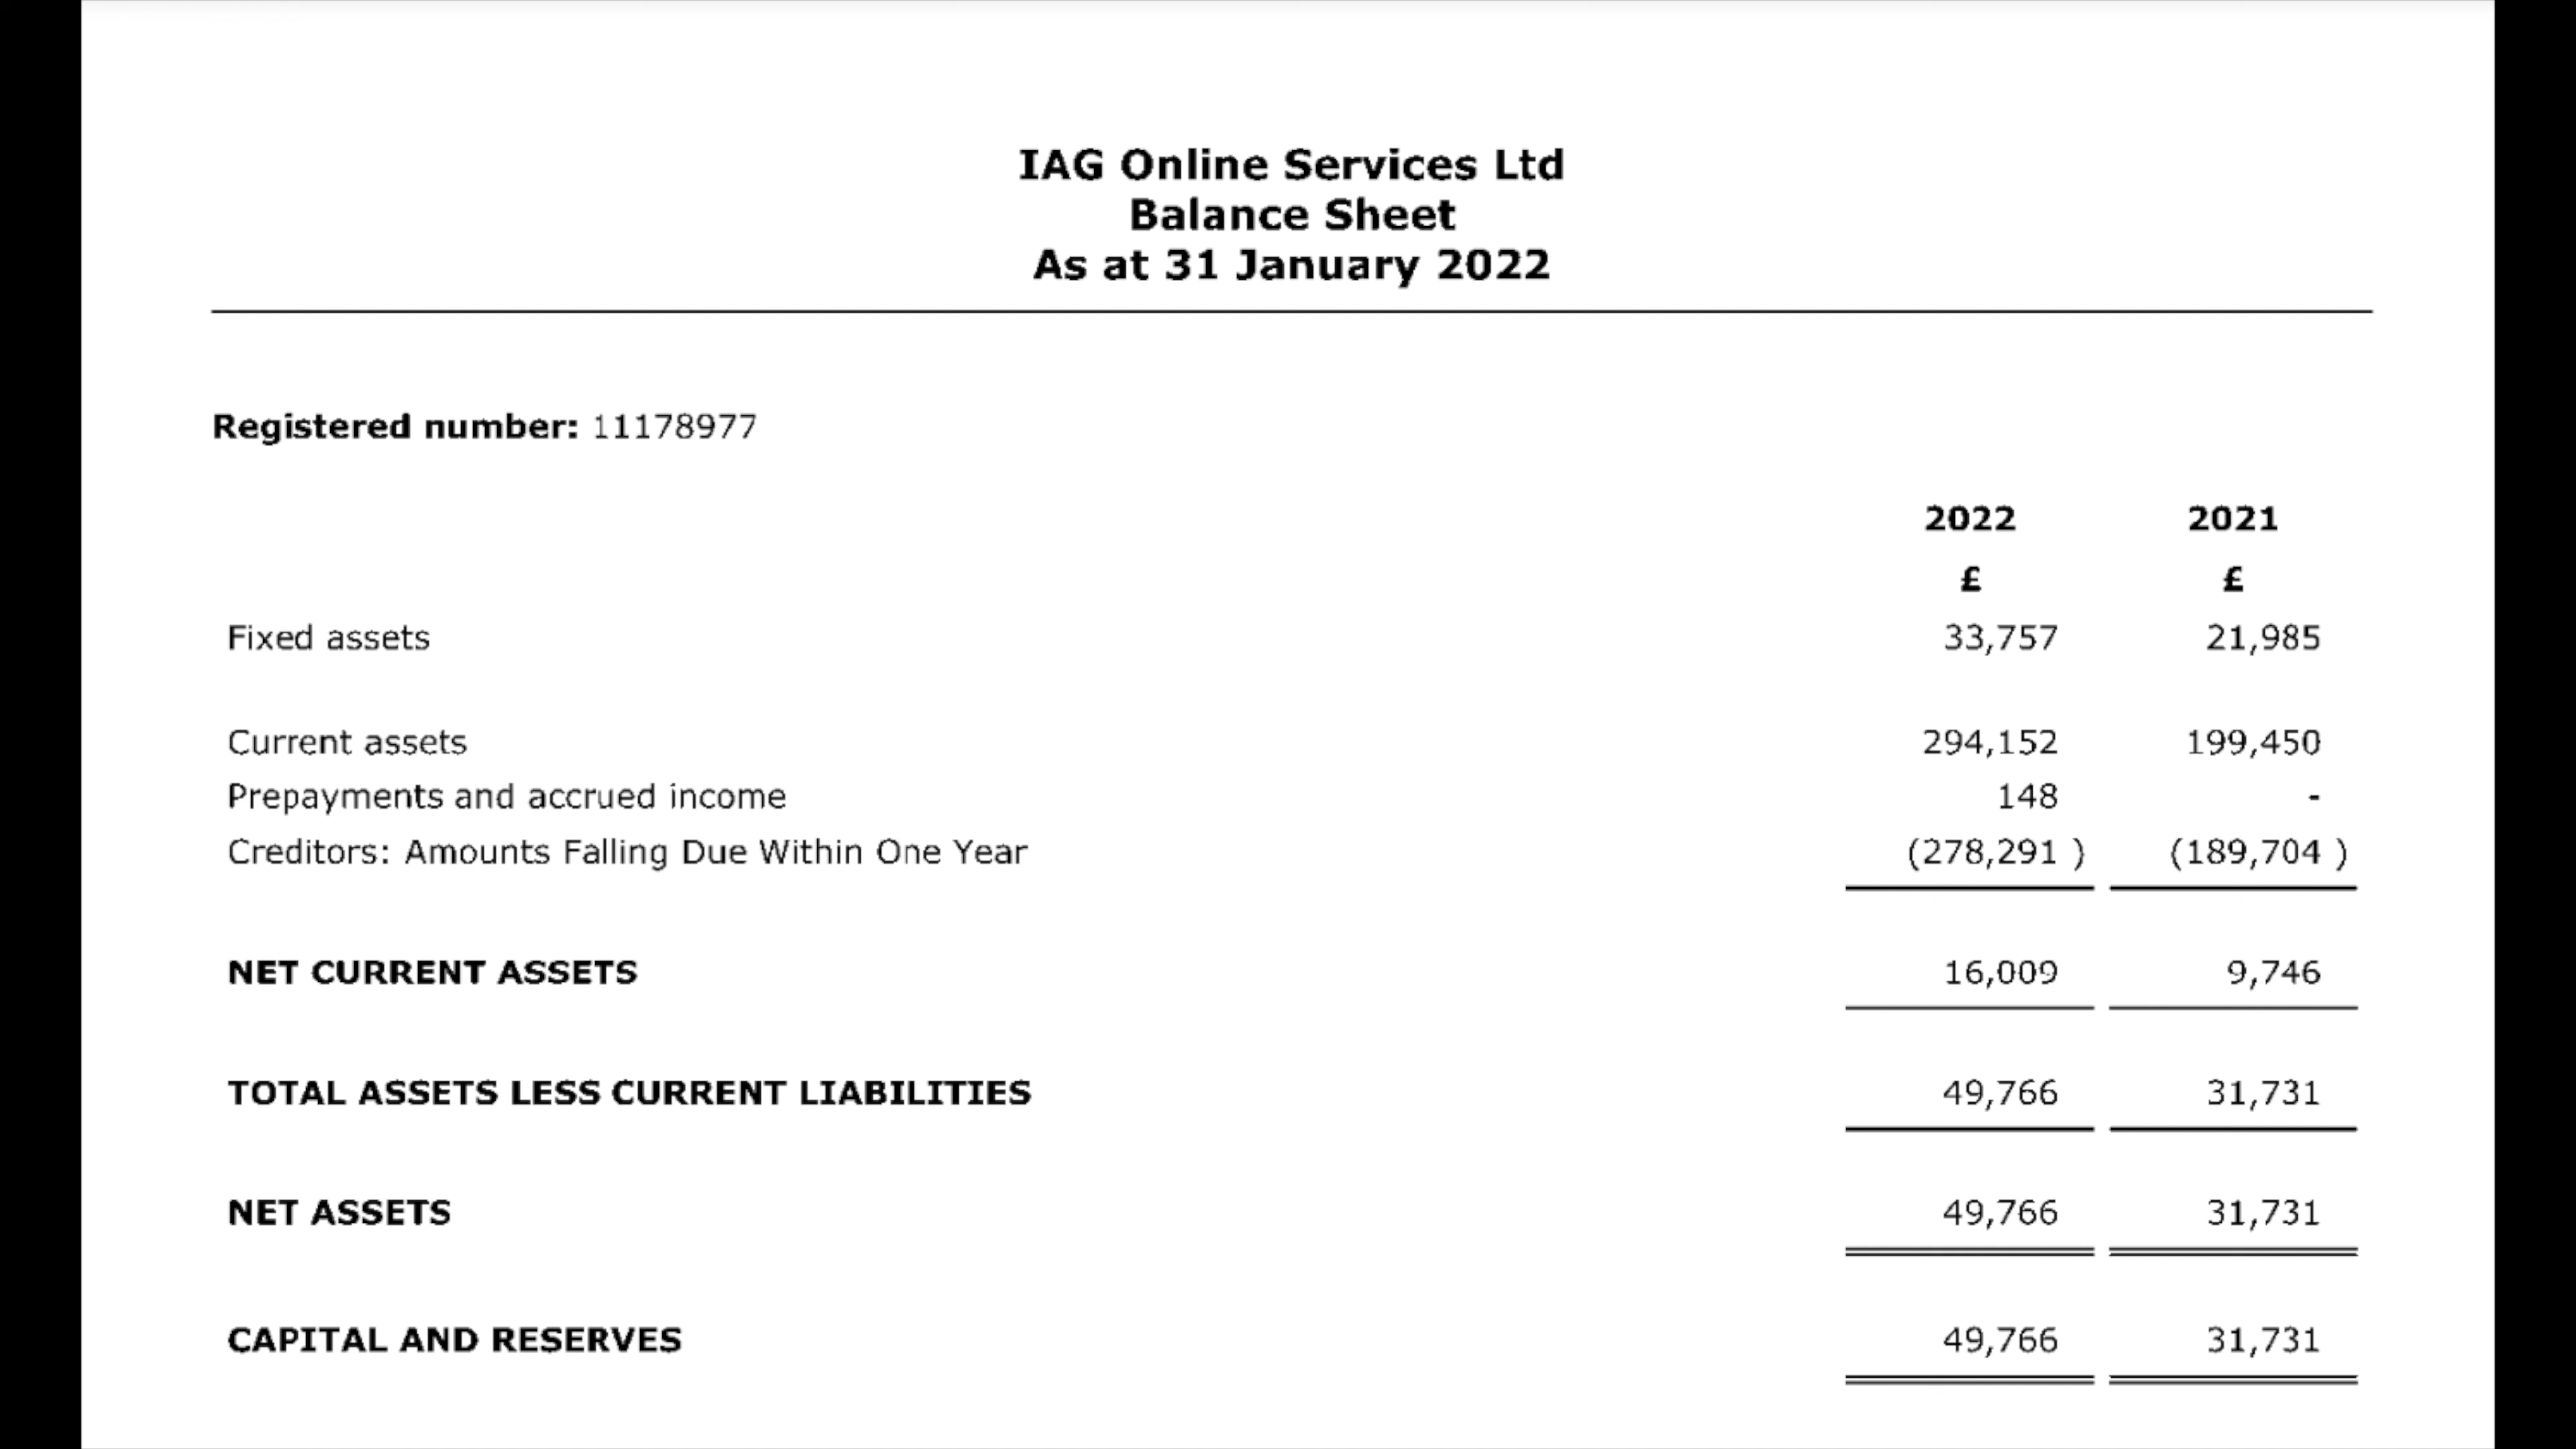 IAG Online Services Ltd
Balance Sheet
As at 31 January 2022
Registered number: 11178977
2022 2021
£ £
Fixed assets 33,757 21,985
Current assets 294,152 199,450
Prepayments and accrued income 148 -
Creditors: Amounts Falling Due Within One Year (278,291 ) (189,704 )
NET CURRENT ASSETS 16,009 9,746
TOTAL ASSETS LESS CURRENT LIABILITIES 49,766 31,731
NET ASSETS 49,766 31,731
CAPITAL AND RESERVES 49,766 31,731